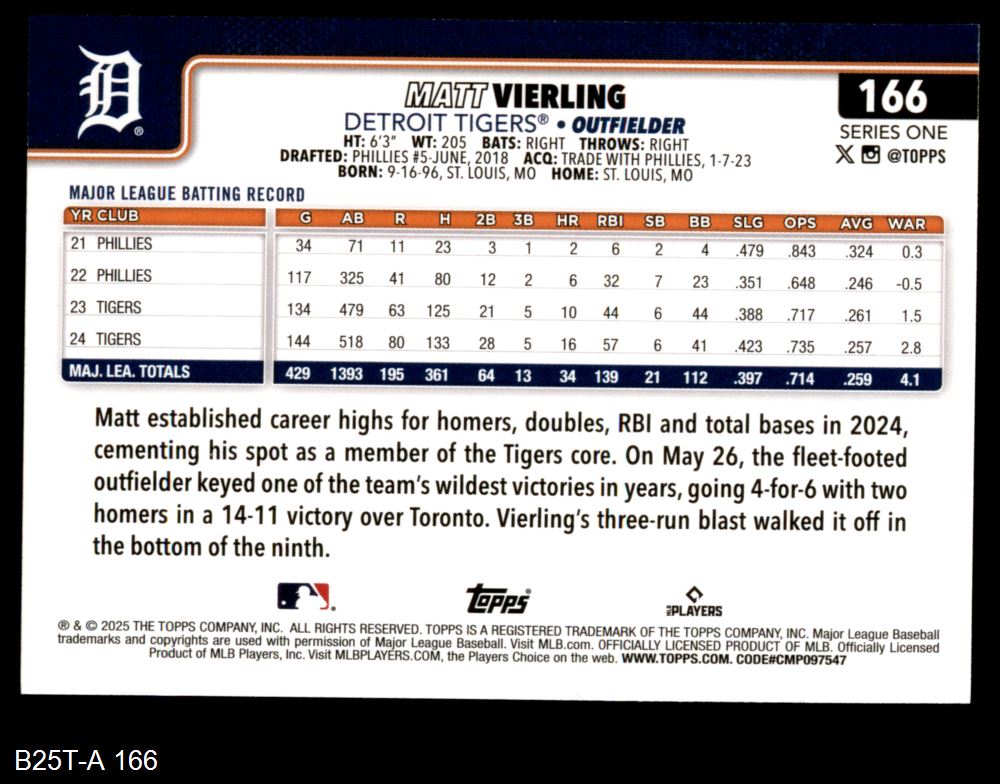 D®
MATT VIERLING
DETROIT TIGERS® • OUTFIELDER
HT: 6'3" WT: 205 BATS: RIGHT THROWS: RIGHT
DRAFTED: PHILLIES #5-JUNE, 2018 ACQ: TRADE WITH PHILLIES, 1-7-23
BORN: 9-16-96, ST. LOUIS, MO HOME: ST. LOUIS, MO
166
SERIES ONE
X @TOPPS
MAJOR LEAGUE BATTING RECORD
YR CLUB G AB R H 2B 3B HR RBI SB BB SLG OPS AVG WAR
21 PHILLIES 34 71 11 23 3 1 2 6 2 4 .479 .843 .324 0.3
22 PHILLIES 117 325 41 80 12 2 6 32 7 23 .351 .648 .246 -0.5
23 TIGERS 134 479 63 125 21 5 10 44 6 44 .388 .717 .261 1.5
24 TIGERS 144 518 80 133 28 5 16 57 6 41 .423 .735 .257 2.8
MAJ. LEA. TOTALS 429 1393 195 361 64 13 34 139 21 112 .397 .714 .259 4.1
Matt established career highs for homers, doubles, RBI and total bases in 2024,
cementing his spot as a member of the Tigers core. On May 26, the fleet-footed
outfielder keyed one of the team's wildest victories in years, going 4-for-6 with two
homers in a 14-11 victory over Toronto. Vierling's three-run blast walked it off in
the bottom of the ninth.
Topps®
MLB PLAYERS
® & © 2025 THE TOPPS COMPANY, INC. ALL RIGHTS RESERVED. TOPPS IS A REGISTERED TRADEMARK OF THE TOPPS COMPANY, INC. Major League Baseball
trademarks and copyrights are used with permission of Major League Baseball. Visit MLB.com. OFFICIALLY LICENSED PRODUCT OF MLB. Officially Licensed
Product of MLB Players, Inc. Visit MLBPLAYERS.COM, the Players Choice on the web. WWW.TOPPS.COM. CODE#CMP097547
B25T-A 166